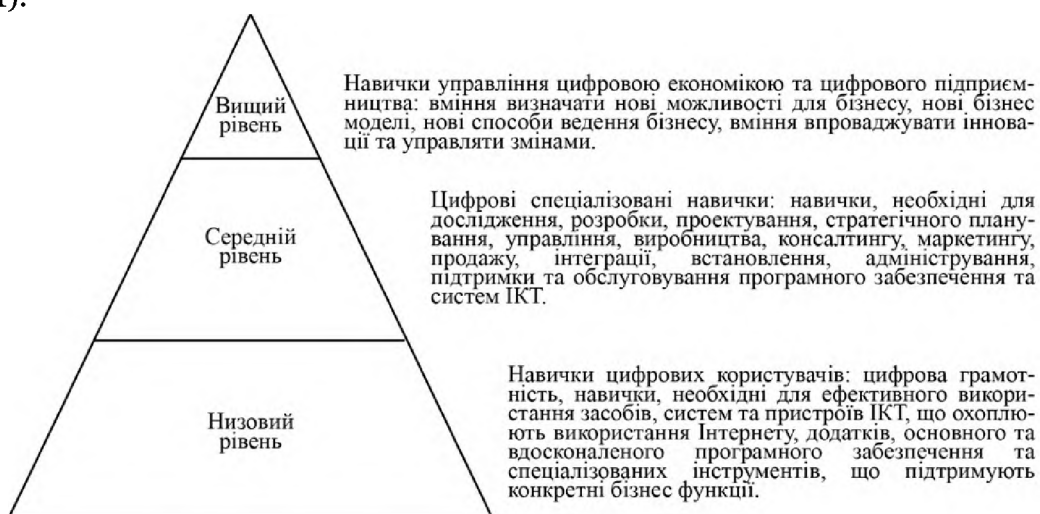 Вищий
рівень
Навички управління цифровою економікою та цифрового підприєм-
ництва: вміння визначати нові можливості для бізнесу, нові бізнес
моделі, нові способи ведення бізнесу, вміння впроваджувати іннова-
ції та управляти змінами.
Середній
рівень
Цифрові спеціалізовані навички: навички, необхідні для
дослідження, розробки, проектування, стратегічного плану-
вання, управління, виробництва, консалтингу, маркетингу,
продажу, інтеграції, встановлення, адміністрування,
підтримки та обслуговування програмного забезпечення та
систем ІКТ.
Низовий
рівень
Навички цифрових користувачів: цифрова грамот-
ність, навички, необхідні для ефективного викори-
стання засобів, систем та пристроїв ІКТ, що охоплю-
ють використання Інтернету, додатків, основного та
вдосконаленого програмного забезпечення та
спеціалізованих інструментів, що підтримують
конкретні бізнес функції.